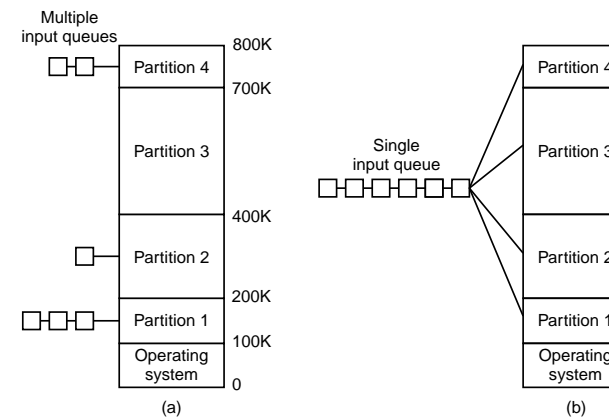 Multiple
input queues
800K
Partition 4
700K
Partition 3
400K
Partition 2
200K
Partition 1
100K
Operating
system
0
(a)
Single
input queue
Partition 4
Partition 3
Partition 2
Partition 1
Operating
system
(b)